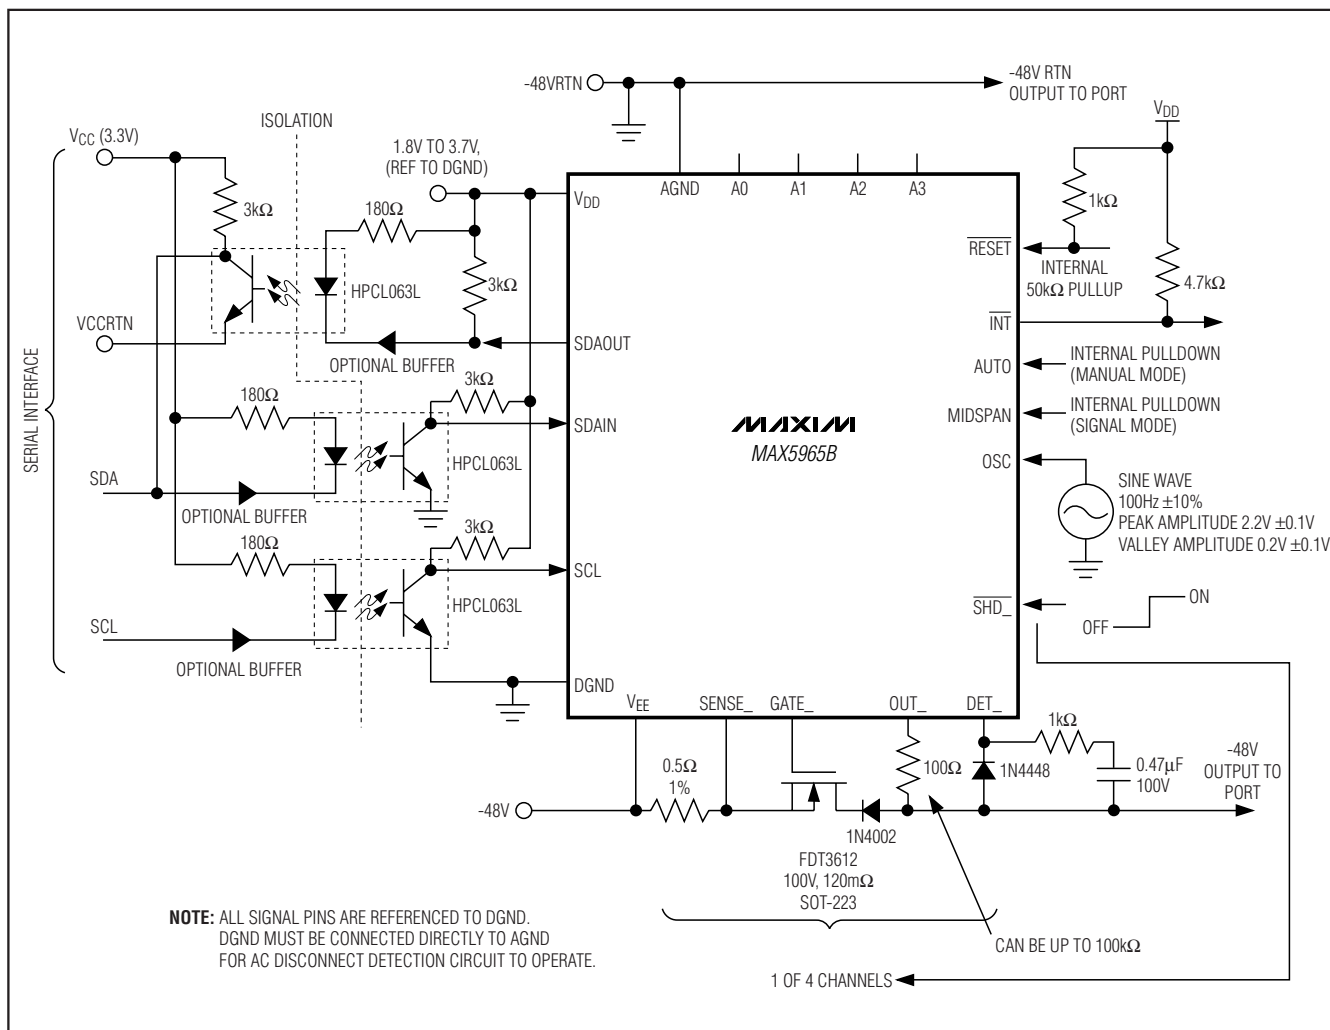 -48VRTN
-48V RTN
OUTPUT TO PORT
ISOLATION
VCC (3.3V)
1.8V TO 3.7V,
(REF TO DGND)
VDD
3kΩ
180Ω
VDD
AGND
A0
A1
A2
A3
1kΩ
RESET
INTERNAL
50kΩ PULLUP
HPCL063L
3kΩ
4.7kΩ
VCCRTN
INT
SDAOUT
OPTIONAL BUFFER
AUTO
INTERNAL PULLDOWN
(MANUAL MODE)
SERIAL INTERFACE
180Ω
3kΩ
SDAIN
MAXIM
MAX5965B
MIDSPAN
INTERNAL PULLDOWN
(SIGNAL MODE)
HPCL063L
OSC
SDA
OPTIONAL BUFFER
SINE WAVE
100Hz ±10%
PEAK AMPLITUDE 2.2V ±0.1V
VALLEY AMPLITUDE 0.2V ±0.1V
180Ω
3kΩ
SCL
HPCL063L
SHD_
ON
OFF
SCL
OPTIONAL BUFFER
DGND
VEE
SENSE_
GATE_
OUT_
DET_
1kΩ
0.5Ω
1%
100Ω
1N4448
0.47μF
100V
-48V
OUTPUT TO
PORT
-48V
1N4002
FDT3612
100V, 120mΩ
SOT-223
CAN BE UP TO 100kΩ
NOTE: ALL SIGNAL PINS ARE REFERENCED TO DGND.
DGND MUST BE CONNECTED DIRECTLY TO AGND
FOR AC DISCONNECT DETECTION CIRCUIT TO OPERATE.
1 OF 4 CHANNELS